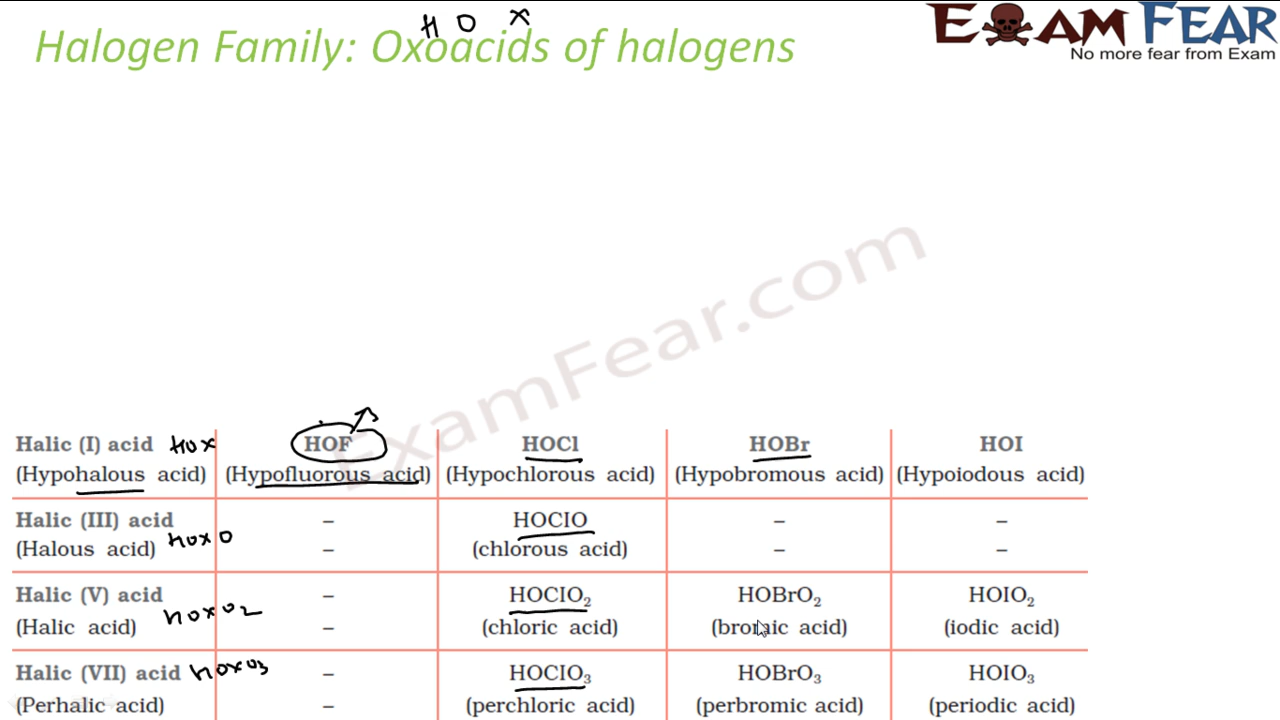 H O X
Halogen Family: Oxoacids of halogens
EXAM FEAR
No more fear from Exam
ExamFear.com
Halic (I) acid HOX HOF HOCl HOBr HOI
(Hypohalous acid) (Hypofluorous acid) (Hypochlorous acid) (Hypobromous acid) (Hypoiodous acid)
Halic (III) acid – HOClO – –
(Halous acid) HOXO – (chlorous acid) – –
Halic (V) acid – HOClO₂ HOBrO₂ HOIO₂
(Halic acid) HOXO₂ – (chloric acid) (bromic acid) (iodic acid)
Halic (VII) acid HOXO₃ – HOClO₃ HOBrO₃ HOIO₃
(Perhalic acid) – (perchloric acid) (perbromic acid) (periodic acid)